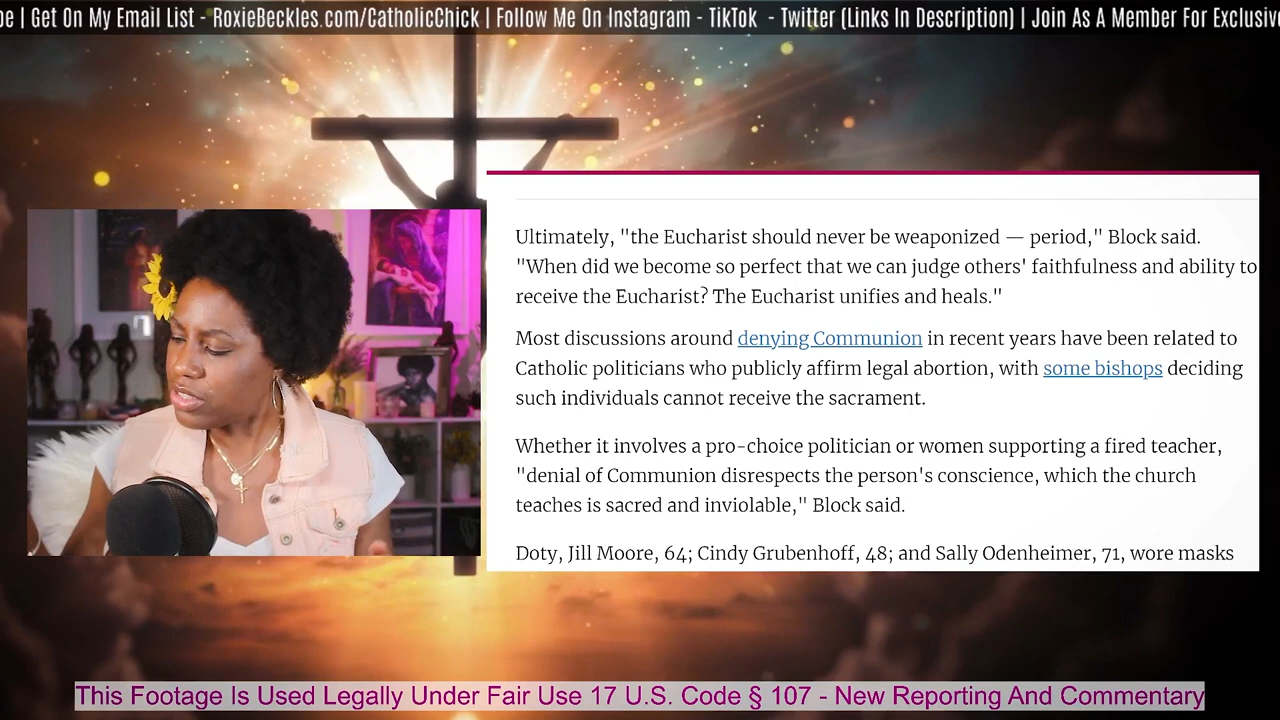 be | Get On My Email List - RoxieBeckles.com/CatholicChick | Follow Me On Instagram - TikTok - Twitter (Links In Description) | Join As A Member For Exclusive
Ultimately, "the Eucharist should never be weaponized — period," Block said.
"When did we become so perfect that we can judge others' faithfulness and ability to
receive the Eucharist? The Eucharist unifies and heals."
Most discussions around denying Communion in recent years have been related to
Catholic politicians who publicly affirm legal abortion, with some bishops deciding
such individuals cannot receive the sacrament.
Whether it involves a pro-choice politician or women supporting a fired teacher,
"denial of Communion disrespects the person's conscience, which the church
teaches is sacred and inviolable," Block said.
Doty, Jill Moore, 64; Cindy Grubenhoff, 48; and Sally Odenheimer, 71, wore masks
This Footage Is Used Legally Under Fair Use 17 U.S. Code § 107 - New Reporting And Commentary